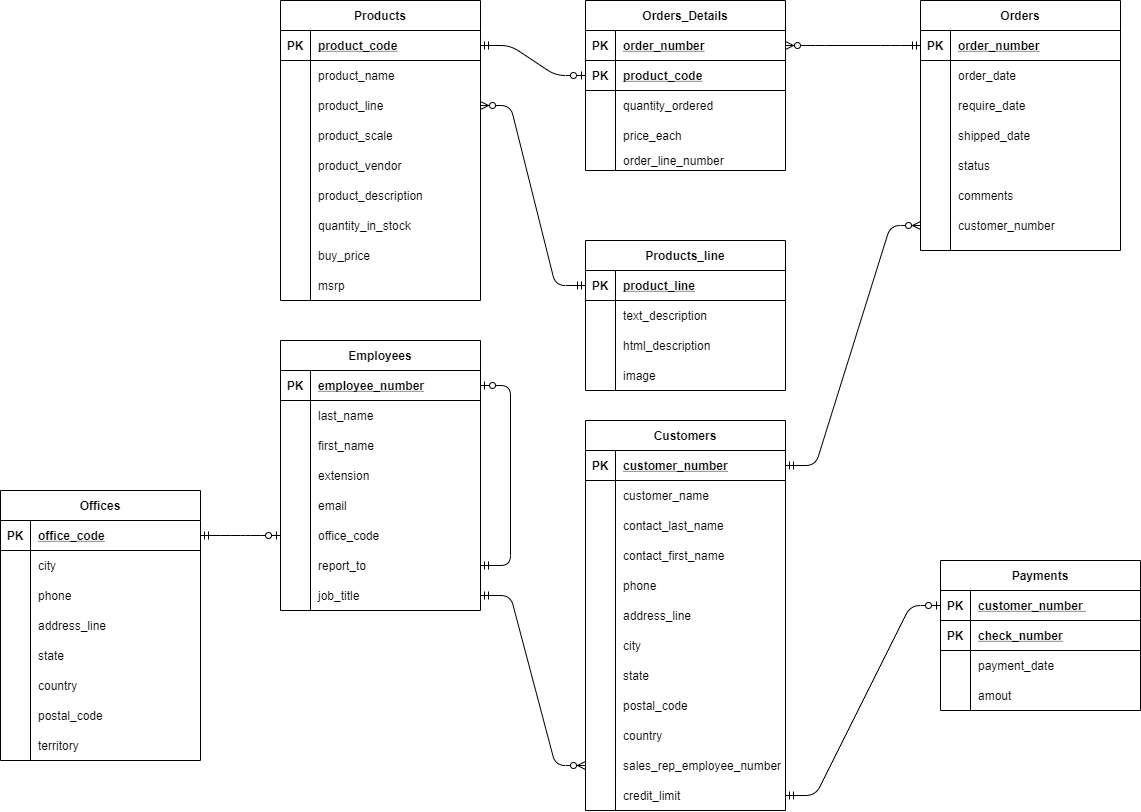 Products
PK product_code
product_name
product_line
product_scale
product_vendor
product_description
quantity_in_stock
buy_price
msrp
Orders_Details
PK order_number
PK product_code
quantity_ordered
price_each
order_line_number
Orders
PK order_number
order_date
require_date
shipped_date
status
comments
customer_number
Products_line
PK product_line
text_description
html_description
image
Employees
PK employee_number
last_name
first_name
extension
email
office_code
report_to
job_title
Customers
PK customer_number
customer_name
contact_last_name
contact_first_name
phone
address_line
city
state
postal_code
country
sales_rep_employee_number
credit_limit
Offices
PK office_code
city
phone
address_line
state
country
postal_code
territory
Payments
PK customer_number
PK check_number
payment_date
amout